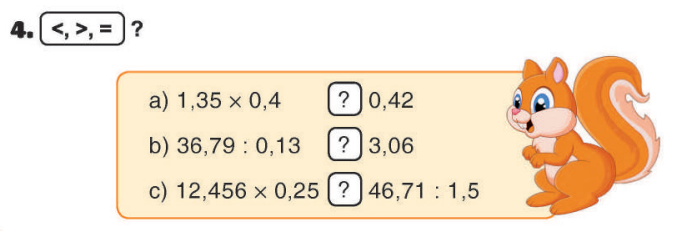 4. <, >, = ?
a) 1,35 × 0,4 ? 0,42
b) 36,79 : 0,13 ? 3,06
c) 12,456 × 0,25 ? 46,71 : 1,5